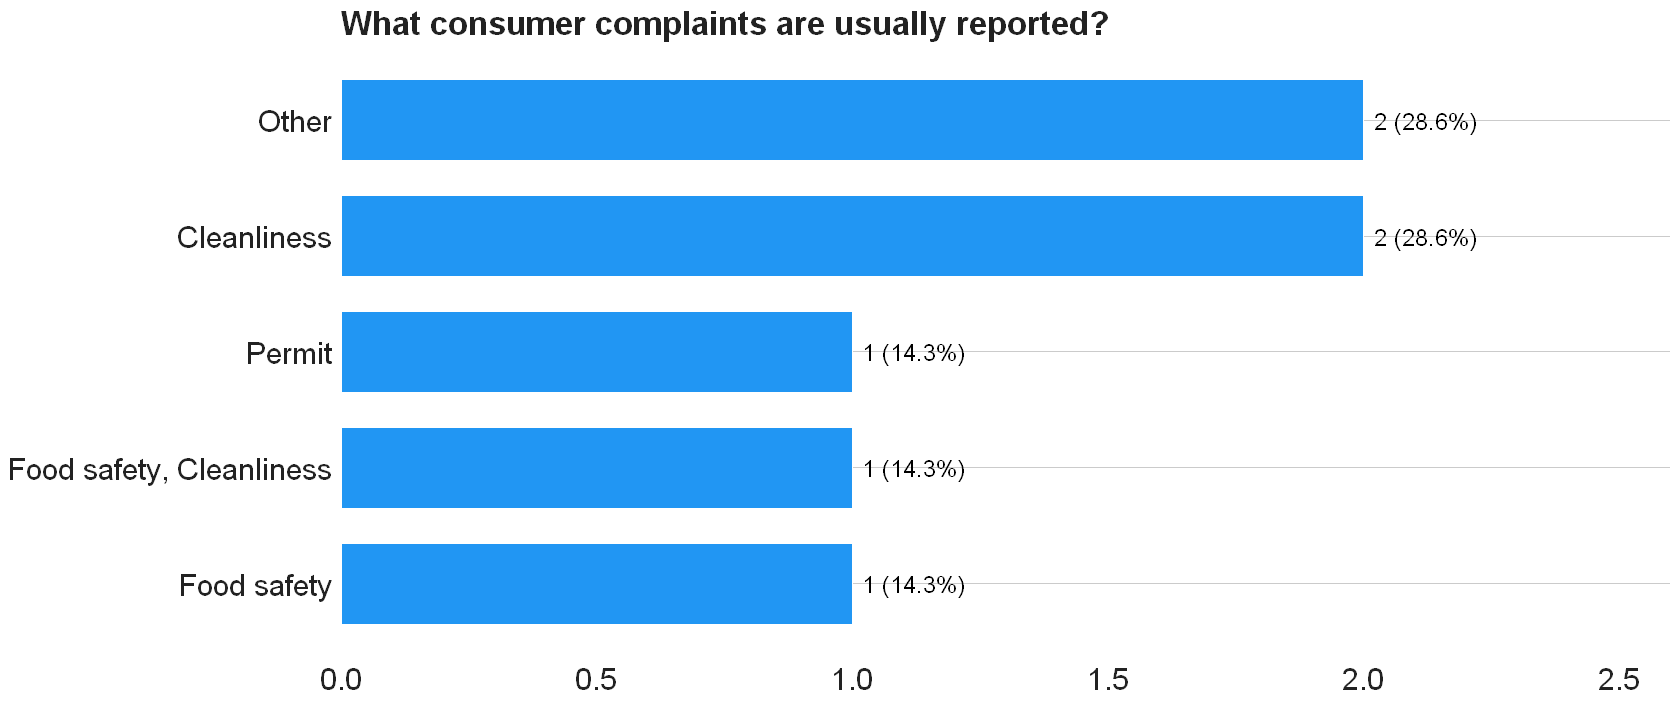 What consumer complaints are usually reported?
Other
2 (28.6%)
Cleanliness
2 (28.6%)
Permit
1 (14.3%)
Food safety, Cleanliness
1 (14.3%)
Food safety
1 (14.3%)
0.0 0.5 1.0 1.5 2.0 2.5